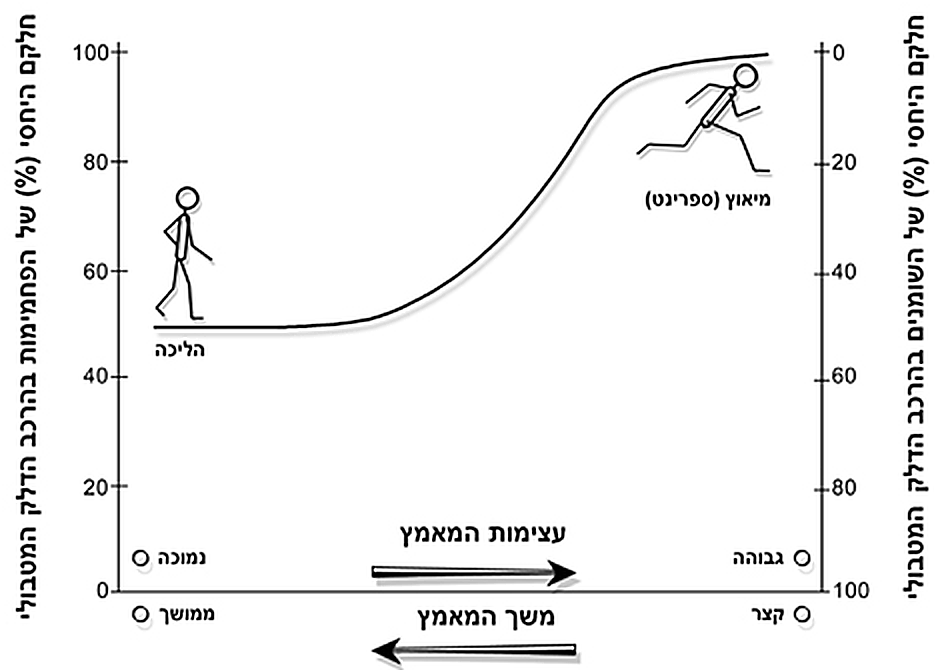 חלקם היחסי (%) של הפחמימות בהרכב הדלק המטבולי
חלקם היחסי (%) של השומנים בהרכב הדלק המטבולי
100
0
80
20
מיאוץ (ספרינט)
60
40
הליכה
40
60
20
80
עצימות המאמץ
נמוכה
גבוהה
0
100
משך המאמץ
ממושך
קצר